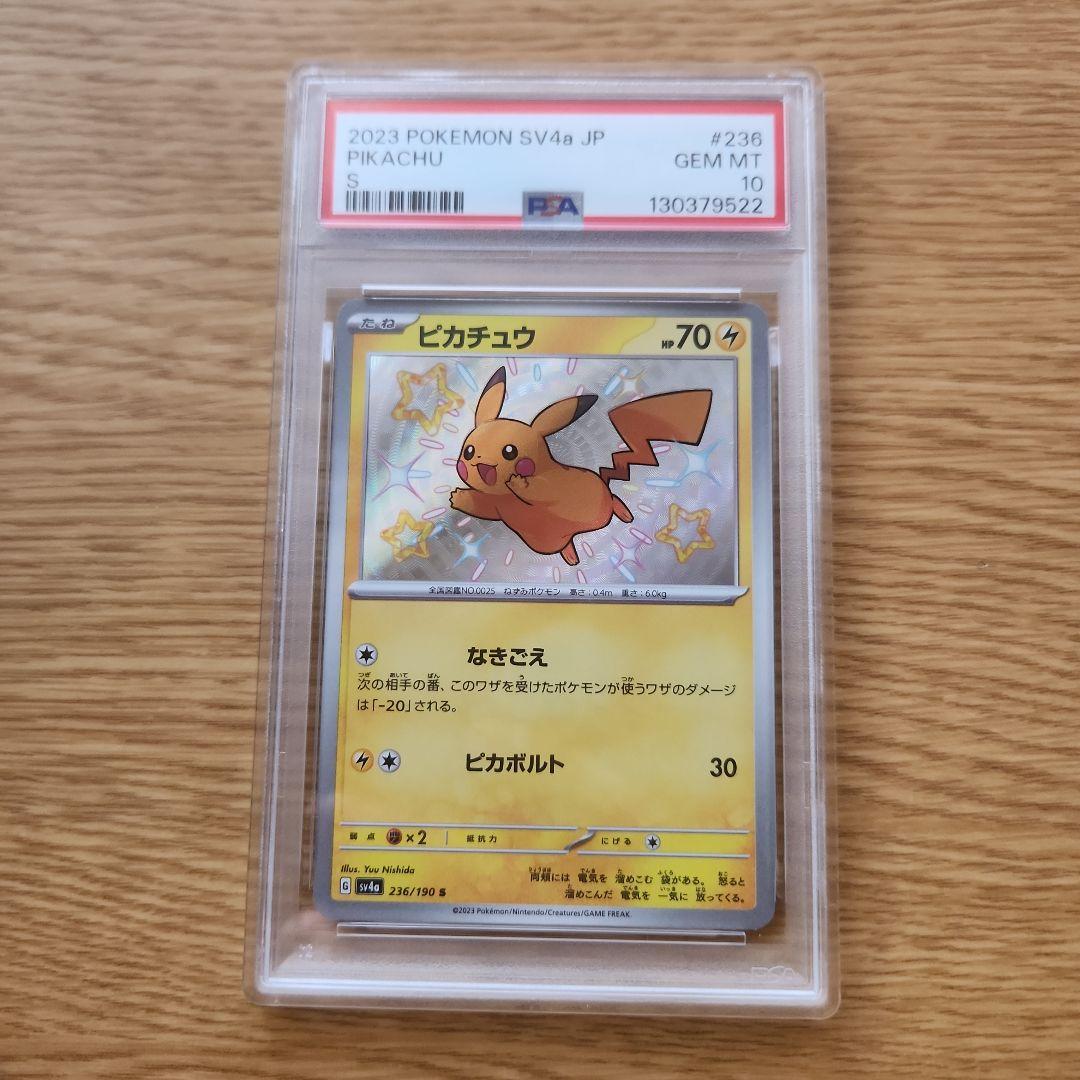 2023 POKEMON SV4a JP #236
PIKACHU GEM MT
S 10
PSA 130379522
たね ピカチュウ HP70
全国図鑑NO.0025 ねずみポケモン 高さ:0.4m 重さ:6.0kg
なきごえ
次の相手の番、このワザを受けたポケモンが使うワザのダメージ
は「-20」される。
ピカボルト 30
弱点 ×2 抵抗力 にげる
Illus. Yuu Nishida
両頬には 電気を 溜めこむ 袋がある。 怒ると
溜めこんだ 電気を 一気に 放ってくる。
G sv4a 236/190 S
©2023 Pokémon/Nintendo/Creatures/GAME FREAK.
PSA